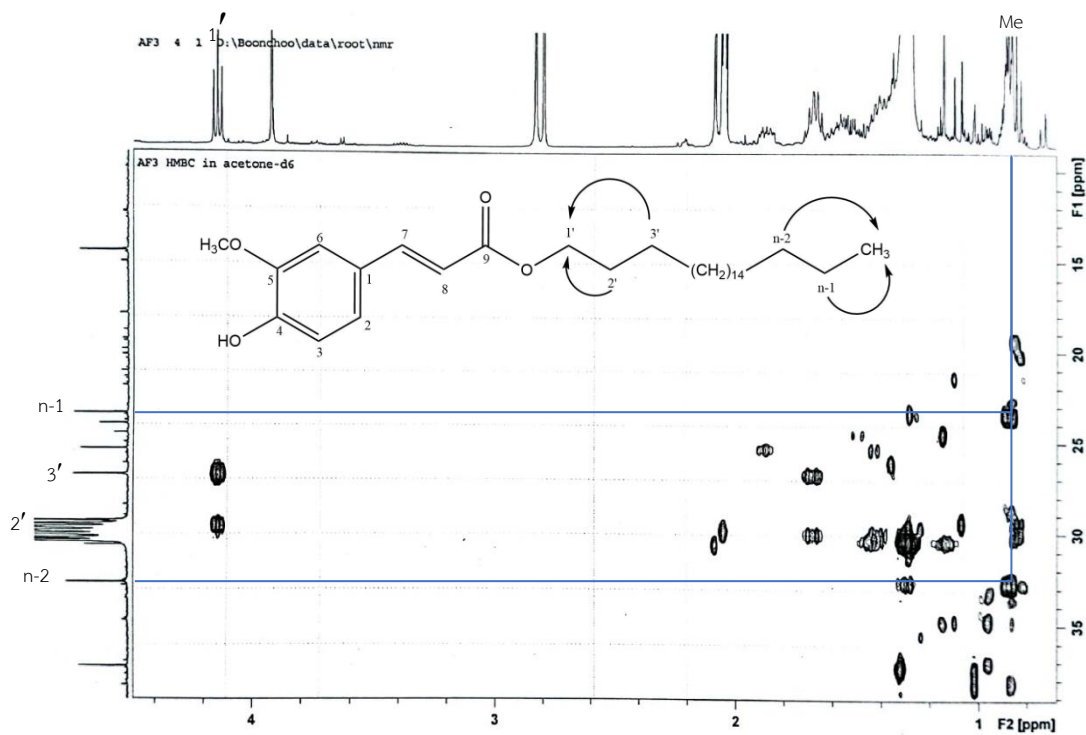 1′
Me
AF3 4 1 D:\Boonchoo\data\root\nmr
AF3 HMBC in acetone-d6
F1 [ppm]
O
H₃CO
6
7
9
1'
3'
n-2
CH₃
5
1
8
O
2'
(CH₂)₁₄
n-1
4
2
HO
3
20
n-1
25
3′
2′
30
n-2
35
4
3
2
1
F2 [ppm]